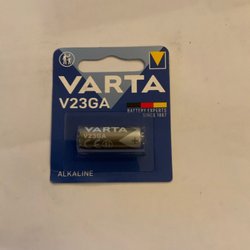 VARTA
V23GA
BATTERY EXPERTS
SINCE 1887
VARTA
V23GA
ALKALINE